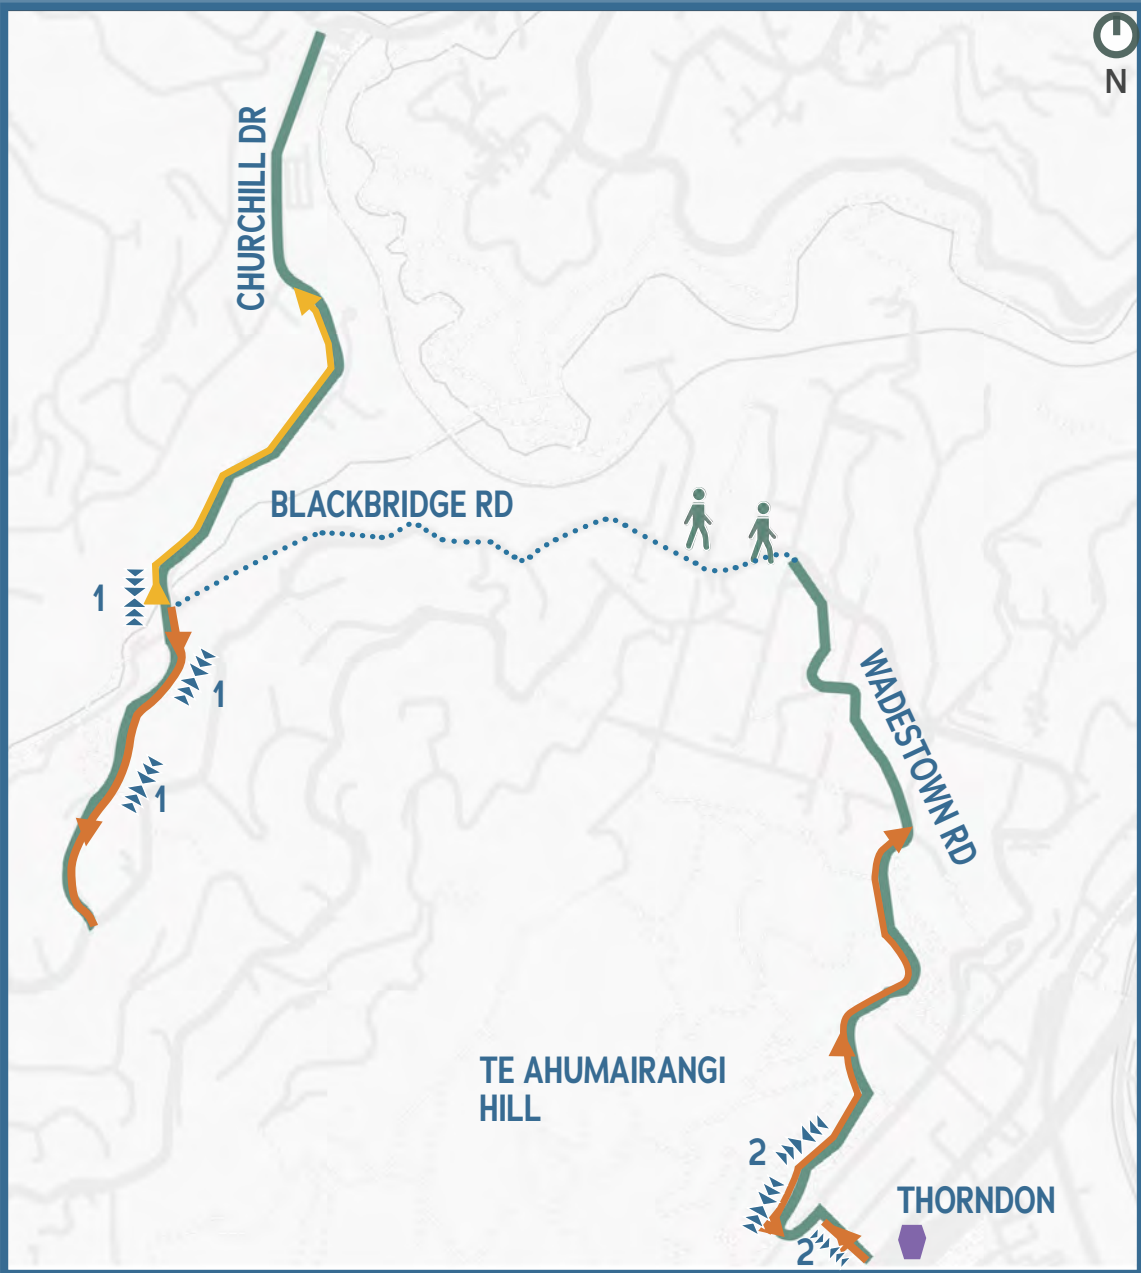 N
CHURCHILL DR
BLACKBRIDGE RD
1
1
1
WADESTOWN RD
TE AHUMAIRANGI
HILL
2
THORNDON
2